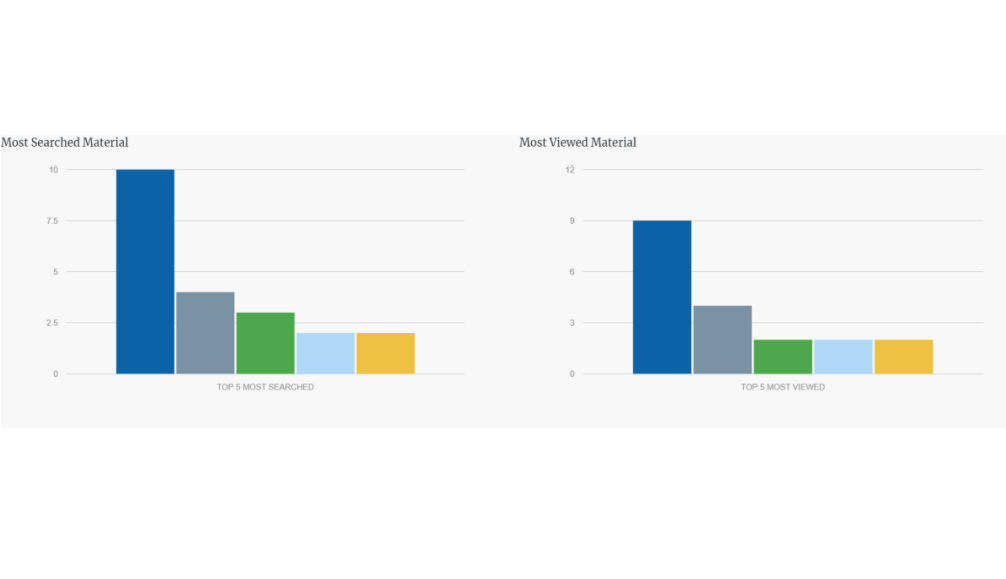 Most Searched Material
10
7.5
5
2.5
0
TOP 5 MOST SEARCHED
Most Viewed Material
12
9
6
3
0
TOP 5 MOST VIEWED